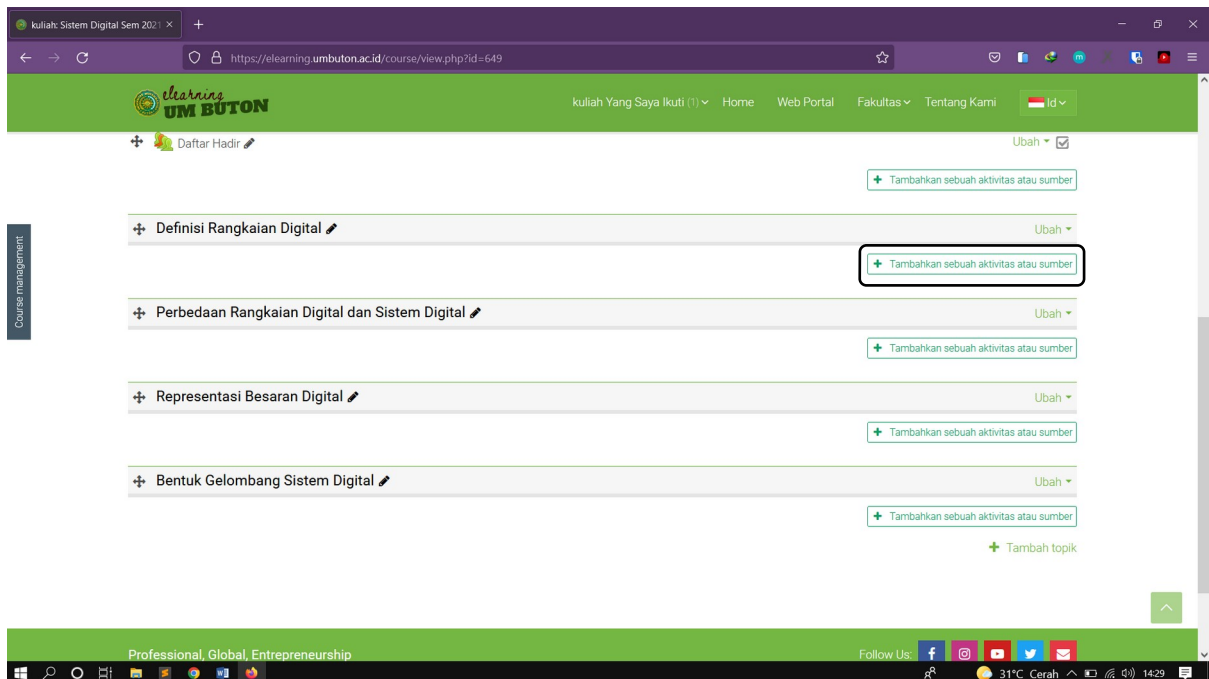 kuliah: Sistem Digital Sem 2021
https://elearning.umbuton.ac.id/course/view.php?id=649
elearning
UM BUTON
kuliah Yang Saya Ikuti (1) Home Web Portal Fakultas Tentang Kami Id
Daftar Hadir Ubah
Tambahkan sebuah aktivitas atau sumber
Course management
Definisi Rangkaian Digital Ubah
Tambahkan sebuah aktivitas atau sumber
Perbedaan Rangkaian Digital dan Sistem Digital Ubah
Tambahkan sebuah aktivitas atau sumber
Representasi Besaran Digital Ubah
Tambahkan sebuah aktivitas atau sumber
Bentuk Gelombang Sistem Digital Ubah
Tambahkan sebuah aktivitas atau sumber
Tambah topik
Professional, Global, Entrepreneurship Follow Us:
31°C Cerah 14:29